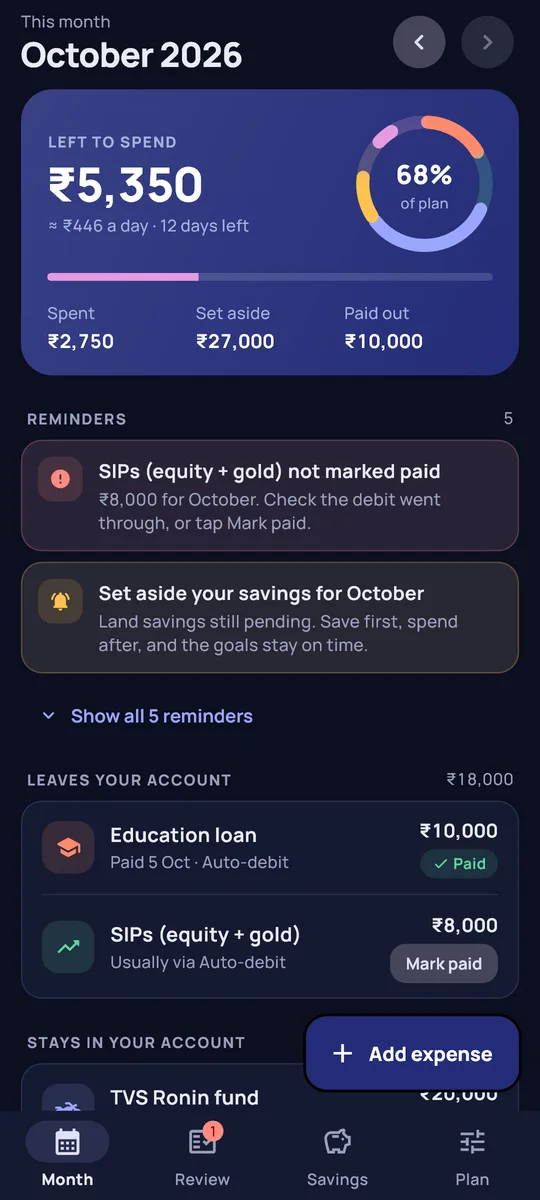 This month
October 2026
LEFT TO SPEND
₹5,350
≈ ₹446 a day · 12 days left
68%
of plan
Spent
Set aside
Paid out
₹2,750
₹27,000
₹10,000
REMINDERS
5
SIPs (equity + gold) not marked paid
₹8,000 for October. Check the debit went
through, or tap Mark paid.
Set aside your savings for October
Land savings still pending. Save first, spend
after, and the goals stay on time.
Show all 5 reminders
LEAVES YOUR ACCOUNT
₹18,000
Education loan
₹10,000
Paid 5 Oct · Auto-debit
Paid
SIPs (equity + gold)
₹8,000
Usually via Auto-debit
Mark paid
STAYS IN YOUR ACCOUNT
+ Add expense
TVS Ronin fund
₹20,000
1
Month
Review
Savings
Plan